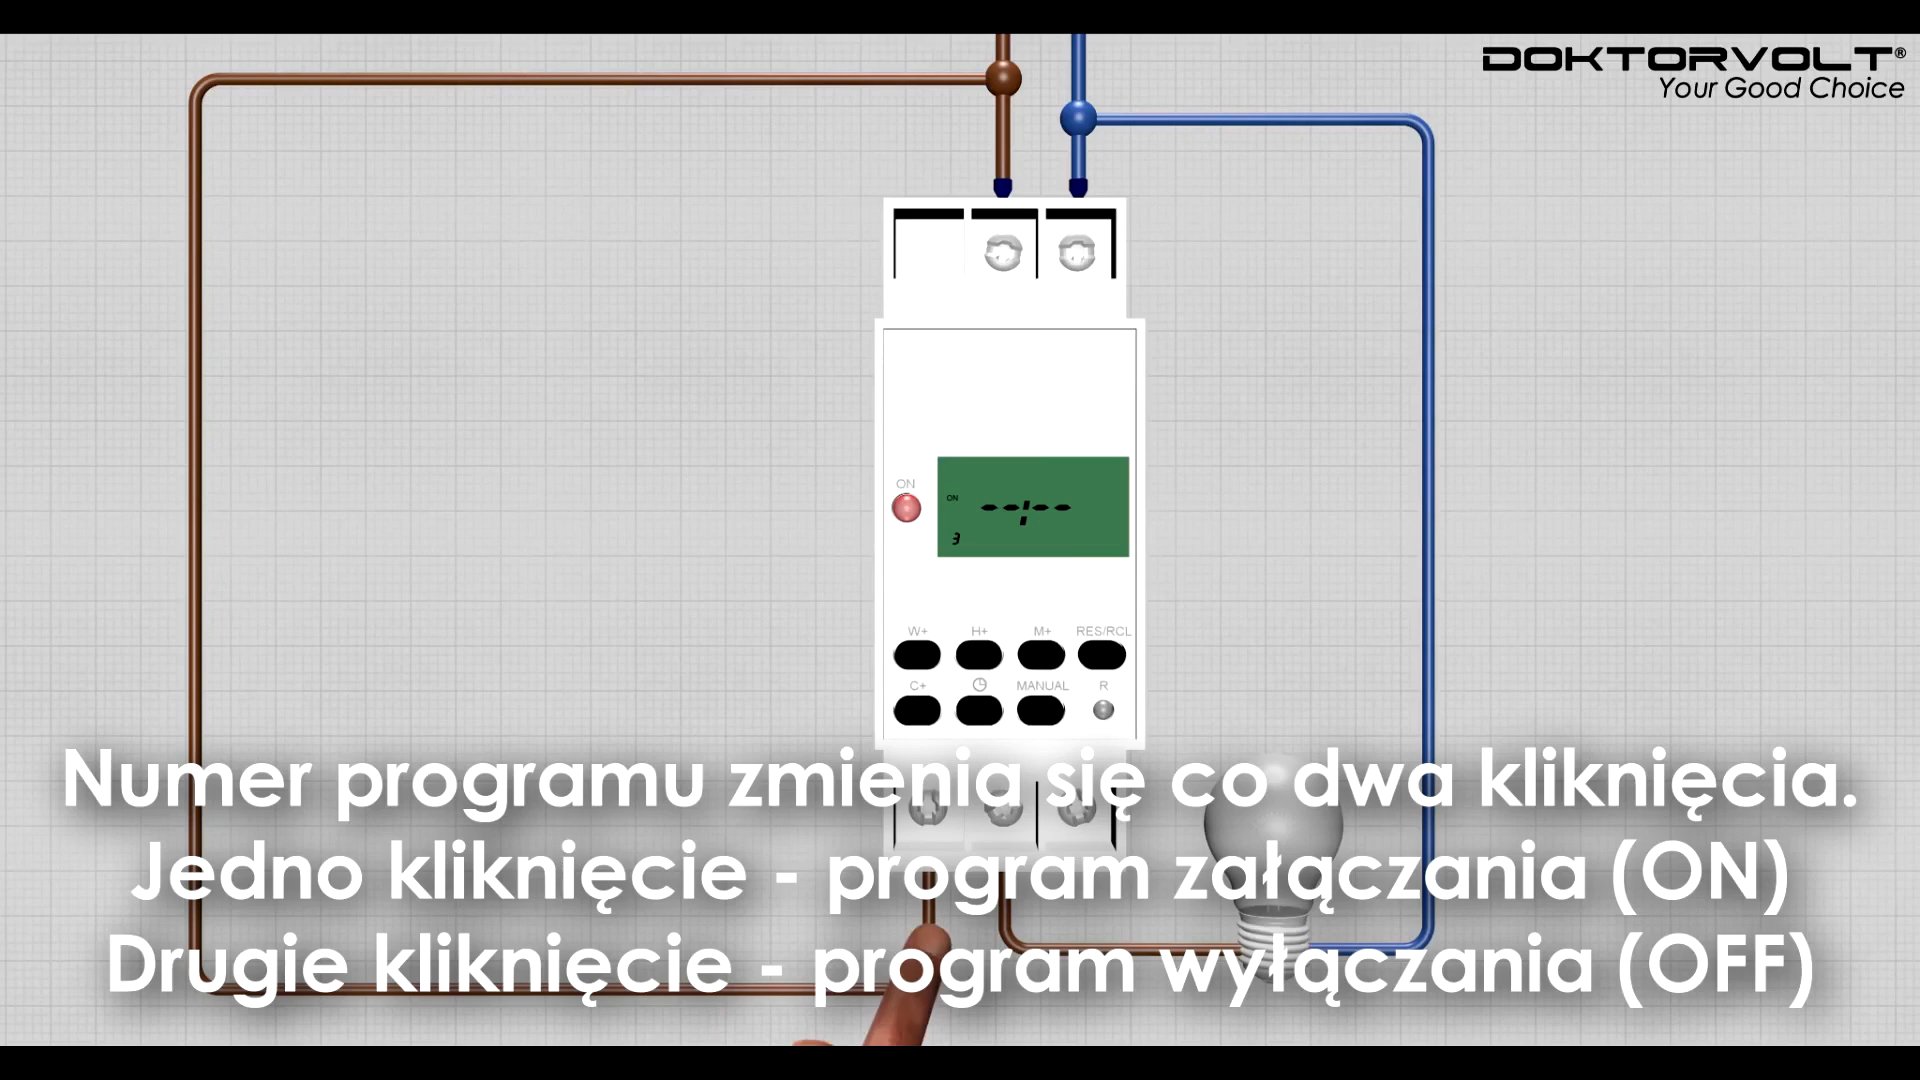 DOKTORVOLT®
Your Good Choice
ON
ON
--:--
3
W+ H+ M+ RES/RCL
C+ MANUAL R
Numer programu zmienia się co dwa kliknięcia.
Jedno kliknięcie - program załączania (ON)
Drugie kliknięcie - program wyłączania (OFF)